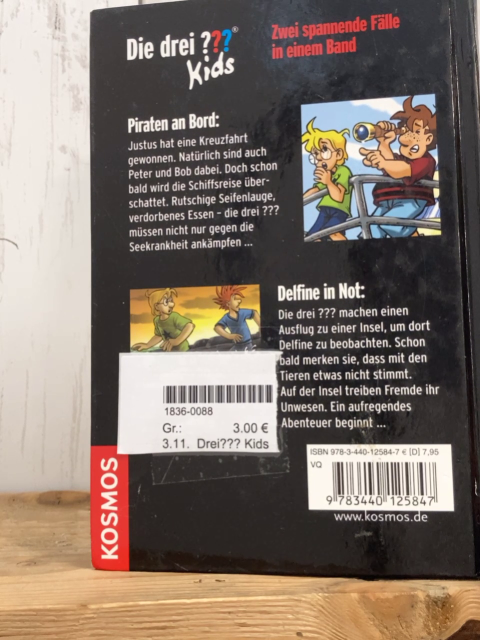 Die drei ???®
Kids
Zwei spannende Fälle
in einem Band
Piraten an Bord:
Justus hat eine Kreuzfahrt
gewonnen. Natürlich sind auch
Peter und Bob dabei. Doch schon
bald wird die Schiffsreise über-
schattet. Rutschige Seifenlauge,
verdorbenes Essen – die drei ???
müssen nicht nur gegen die
Seekrankheit ankämpfen ...
Delfine in Not:
Die drei ??? machen einen
Ausflug zu einer Insel, um dort
Delfine zu beobachten. Schon
bald merken sie, dass mit den
Tieren etwas nicht stimmt.
Auf der Insel treiben Fremde ihr
Unwesen. Ein aufregendes
Abenteuer beginnt ...
1836-0088
Gr.: 3.00 €
3.11. Drei??? Kids
KOSMOS
ISBN 978-3-440-12584-7 € [D] 7,95
VQ
9 783440 125847
www.kosmos.de